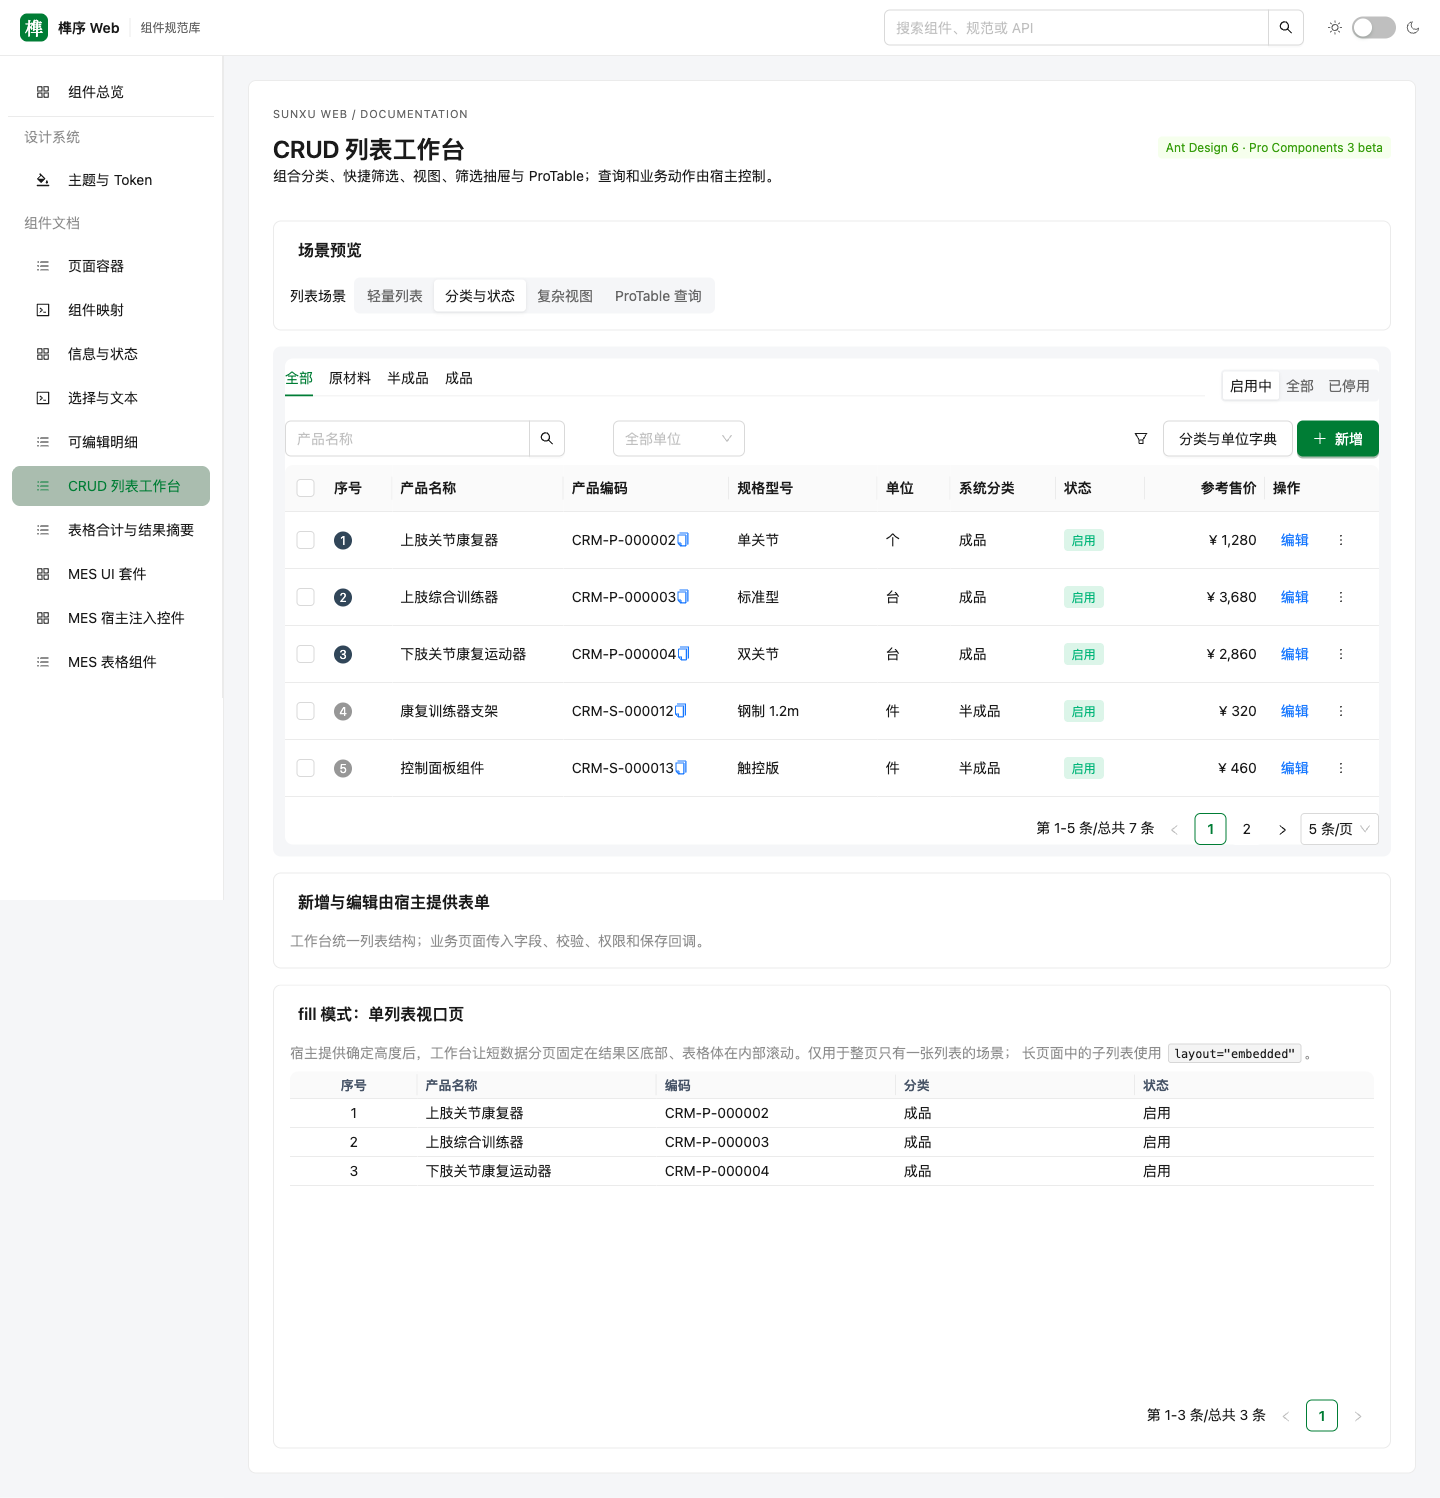 榫 榫序 Web 组件规范库 搜索组件、规范或 API
组件总览
设计系统
主题与 Token
组件文档
页面容器
组件映射
信息与状态
选择与文本
可编辑明细
CRUD 列表工作台
表格合计与结果摘要
MES UI 套件
MES 宿主注入控件
MES 表格组件
SUNXU WEB / DOCUMENTATION
CRUD 列表工作台
Ant Design 6 · Pro Components 3 beta
组合分类、快捷筛选、视图、筛选抽屉与 ProTable；查询和业务动作由宿主控制。
场景预览
列表场景 轻量列表 分类与状态 复杂视图 ProTable 查询
全部 原材料 半成品 成品 启用中 全部 已停用
产品名称 全部单位 分类与单位字典 新增
序号 产品名称 产品编码 规格型号 单位 系统分类 状态 参考售价 操作
1 上肢关节康复器 CRM-P-000002 单关节 个 成品 启用 ¥ 1,280 编辑
2 上肢综合训练器 CRM-P-000003 标准型 台 成品 启用 ¥ 3,680 编辑
3 下肢关节康复运动器 CRM-P-000004 双关节 台 成品 启用 ¥ 2,860 编辑
4 康复训练器支架 CRM-S-000012 钢制 1.2m 件 半成品 启用 ¥ 320 编辑
5 控制面板组件 CRM-S-000013 触控版 件 半成品 启用 ¥ 460 编辑
第 1-5 条/总共 7 条 1 2 5 条/页
新增与编辑由宿主提供表单
工作台统一列表结构；业务页面传入字段、校验、权限和保存回调。
fill 模式：单列表视口页
宿主提供确定高度后，工作台让短数据分页固定在结果区底部、表格体在内部滚动。仅用于整页只有一张列表的场景； 长页面中的子列表使用 layout="embedded" 。
序号 产品名称 编码 分类 状态
1 上肢关节康复器 CRM-P-000002 成品 启用
2 上肢综合训练器 CRM-P-000003 成品 启用
3 下肢关节康复运动器 CRM-P-000004 成品 启用
第 1-3 条/总共 3 条 1